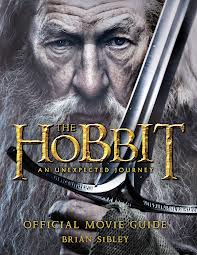 THE
HOBBIT
AN UNEXPECTED JOURNEY
OFFICIAL MOVIE GUIDE
BRIAN SIBLEY